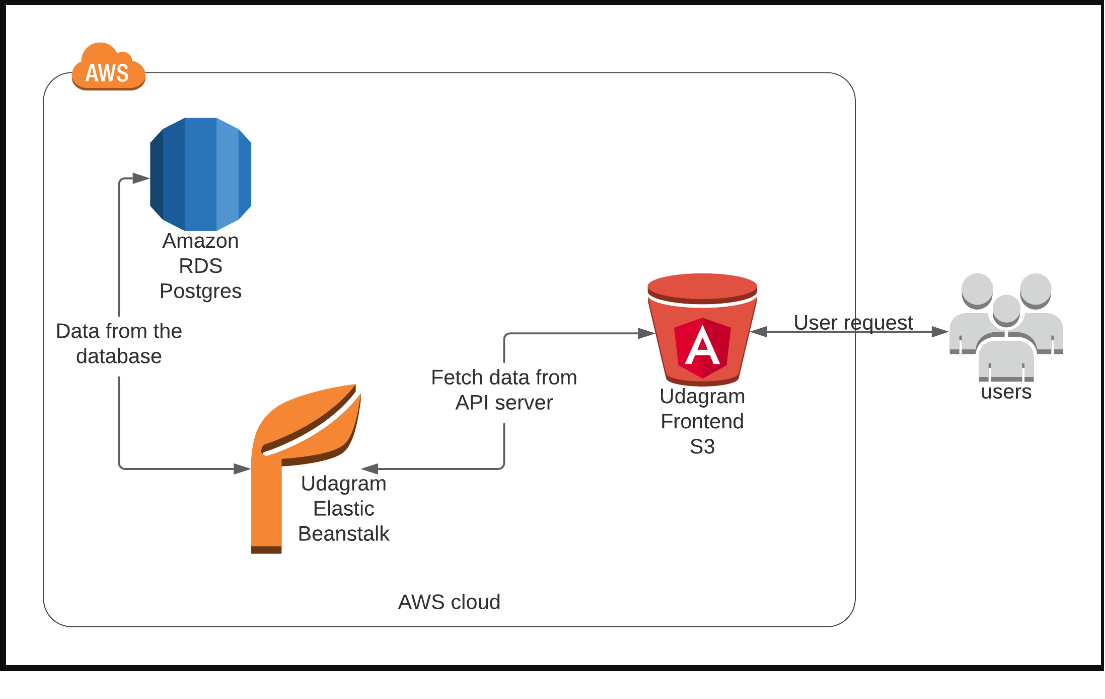 AWS
Amazon
RDS
Postgres
Data from the
database
Udagram
Elastic
Beanstalk
Fetch data from
API server
A
Udagram
Frontend
S3
User request
users
AWS cloud